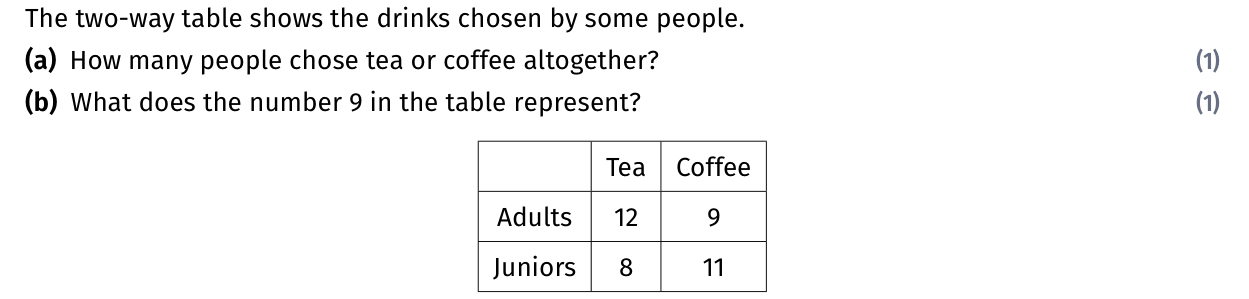 The two-way table shows the drinks chosen by some people.
(a) How many people chose tea or coffee altogether? (1)
(b) What does the number 9 in the table represent? (1)
Tea Coffee
Adults 12 9
Juniors 8 11